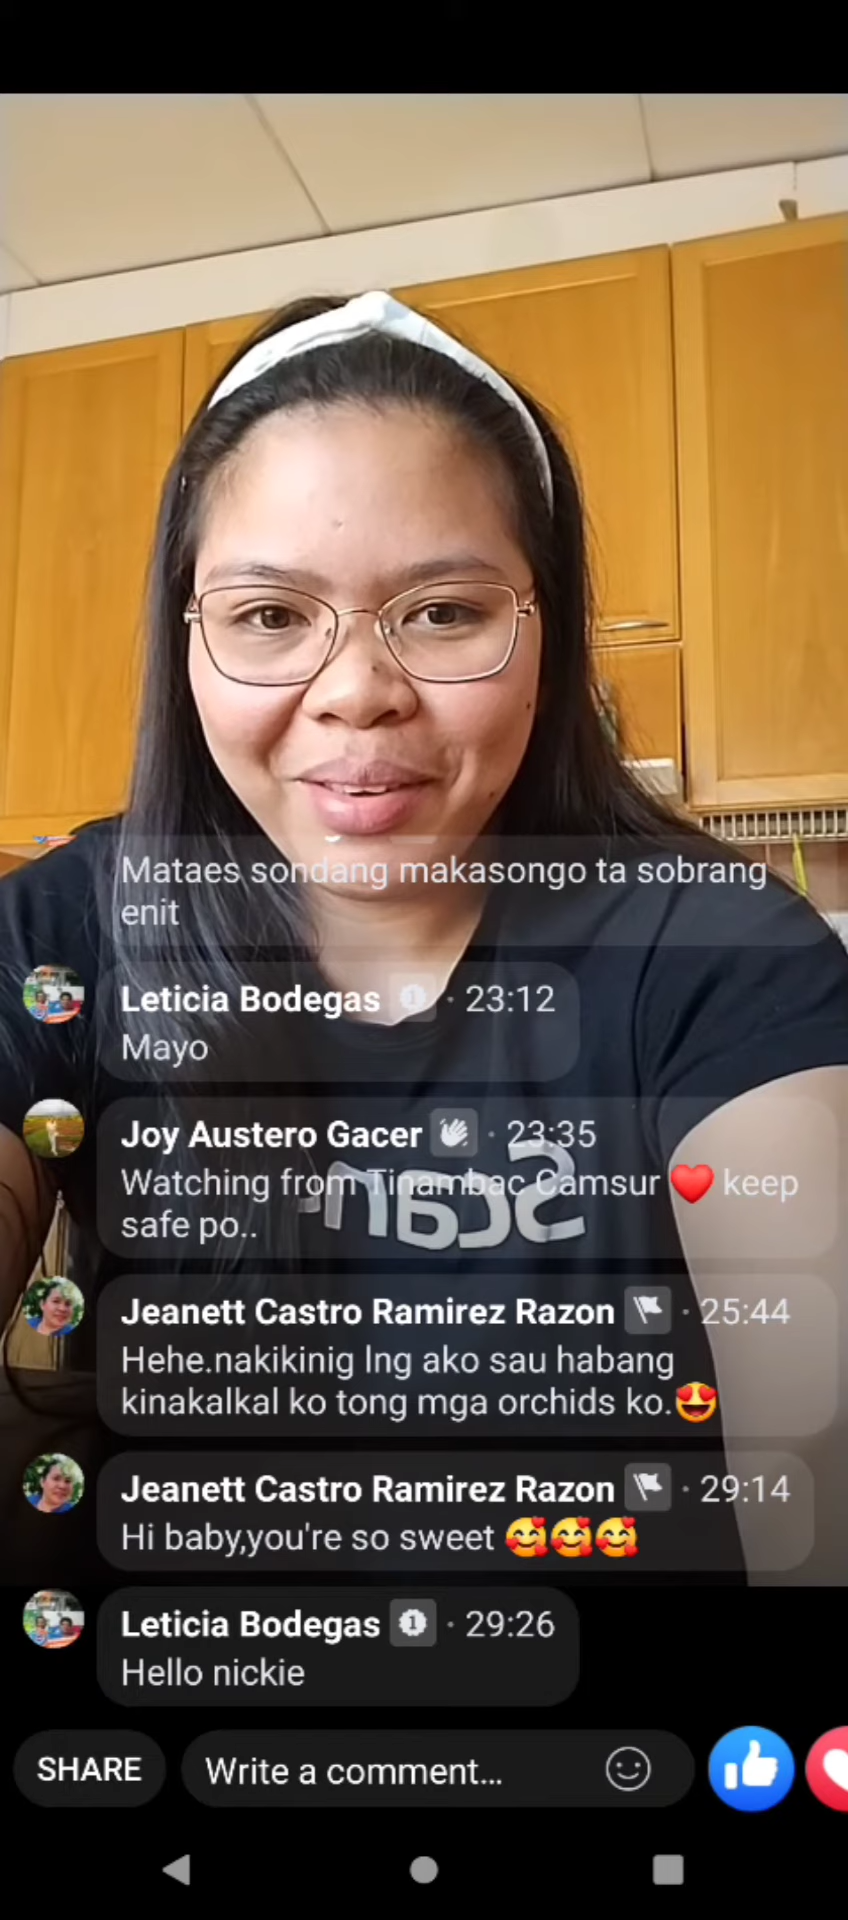 Mataes sondang makasongo ta sobrang
enit
Leticia Bodegas 1 · 23:12
Mayo
Joy Austero Gacer · 23:35
Watching from Tinambac Camsur ❤️ keep
safe po..
Scan-
Jeanett Castro Ramirez Razon · 25:44
Hehe.nakikinig lng ako sau habang
kinakalkal ko tong mga orchids ko.😍
Jeanett Castro Ramirez Razon · 29:14
Hi baby,you're so sweet 🥰🥰🥰
Leticia Bodegas 1 · 29:26
Hello nickie
SHARE
Write a comment...